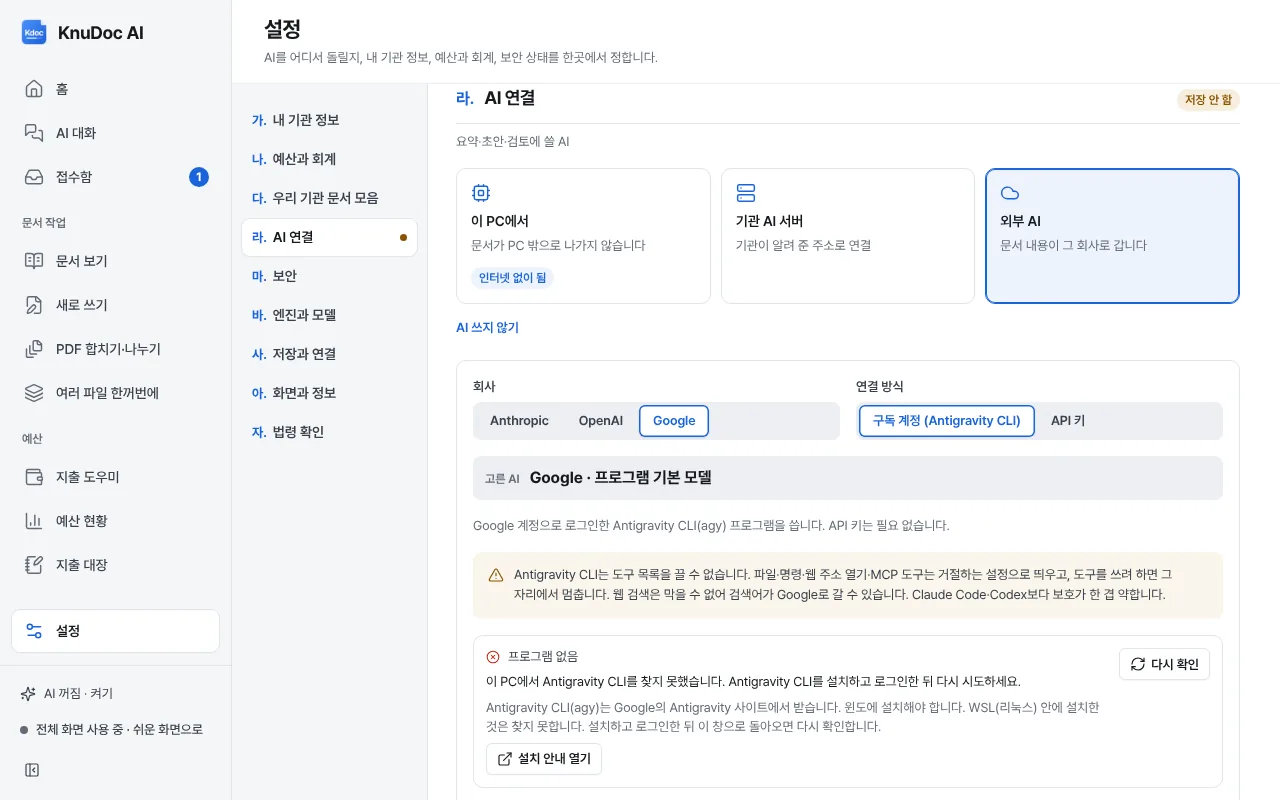 Kdoc
KnuDoc AI
홈
AI 대화
접수함
1
문서 작업
문서 보기
새로 쓰기
PDF 합치기·나누기
여러 파일 한꺼번에
예산
지출 도우미
예산 현황
지출 대장
설정
AI 꺼짐 · 켜기
전체 화면 사용 중 · 쉬운 화면으로
설정
AI를 어디서 돌릴지, 내 기관 정보, 예산과 회계, 보안 상태를 한곳에서 정합니다.
가. 내 기관 정보
나. 예산과 회계
다. 우리 기관 문서 모음
라. AI 연결
마. 보안
바. 엔진과 모델
사. 저장과 연결
아. 화면과 정보
자. 법령 확인
라. AI 연결
저장 안 함
요약·초안·검토에 쓸 AI
이 PC에서
문서가 PC 밖으로 나가지 않습니다
인터넷 없이 됨
기관 AI 서버
기관이 알려 준 주소로 연결
외부 AI
문서 내용이 그 회사로 갑니다
AI 쓰지 않기
회사
Anthropic OpenAI Google
연결 방식
구독 계정 (Antigravity CLI) API 키
고른 AI Google · 프로그램 기본 모델
Google 계정으로 로그인한 Antigravity CLI(agy) 프로그램을 씁니다. API 키는 필요 없습니다.
Antigravity CLI는 도구 목록을 끌 수 없습니다. 파일·명령·웹 주소 열기·MCP 도구는 거절하는 설정으로 띄우고, 도구를 쓰려 하면 그
자리에서 멈춥니다. 웹 검색은 막을 수 없어 검색어가 Google로 갈 수 있습니다. Claude Code·Codex보다 보호가 한 겹 약합니다.
프로그램 없음
이 PC에서 Antigravity CLI를 찾지 못했습니다. Antigravity CLI를 설치하고 로그인한 뒤 다시 시도하세요.
Antigravity CLI(agy)는 Google의 Antigravity 사이트에서 받습니다. 윈도에 설치해야 합니다. WSL(리눅스) 안에 설치한
것은 찾지 못합니다. 설치하고 로그인한 뒤 이 창으로 돌아오면 다시 확인합니다.
다시 확인
설치 안내 열기